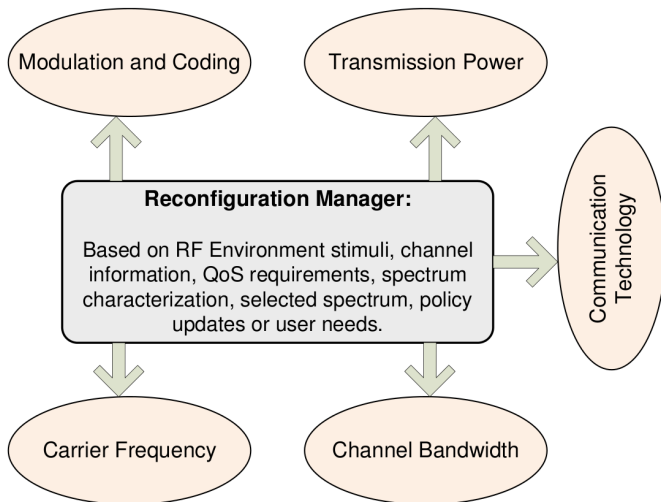 Modulation and Coding
Transmission Power
Reconfiguration Manager:
Based on RF Environment stimuli, channel
information, QoS requirements, spectrum
characterization, selected spectrum, policy
updates or user needs.
Communication
Technology
Carrier Frequency
Channel Bandwidth